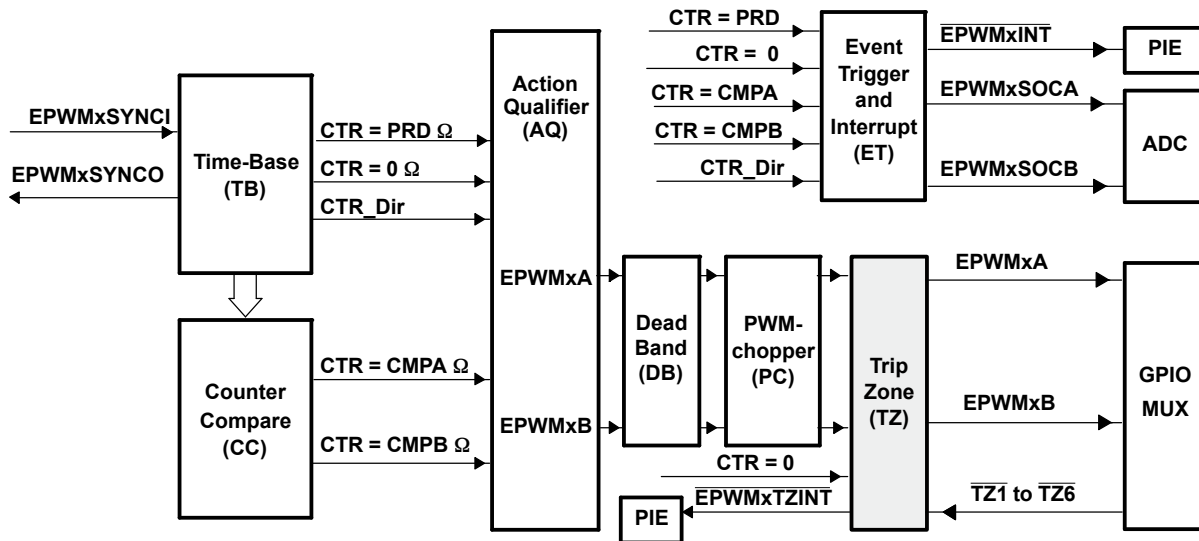 EPWMxSYNCI
EPWMxSYNCO
Time-Base
(TB)
CTR = PRD Ω
CTR = 0 Ω
CTR_Dir
Counter
Compare
(CC)
CTR = CMPA Ω
CTR = CMPB Ω
Action
Qualifier
(AQ)
EPWMxA
EPWMxB
CTR = PRD
CTR = 0
CTR = CMPA
CTR = CMPB
CTR_Dir
Event
Trigger
and
Interrupt
(ET)
EPWMxINT
EPWMxSOCA
EPWMxSOCB
PIE
ADC
Dead
Band
(DB)
PWM-
chopper
(PC)
Trip
Zone
(TZ)
EPWMxA
EPWMxB
CTR = 0
EPWMxTZINT
PIE
TZ1 to TZ6
GPIO
MUX